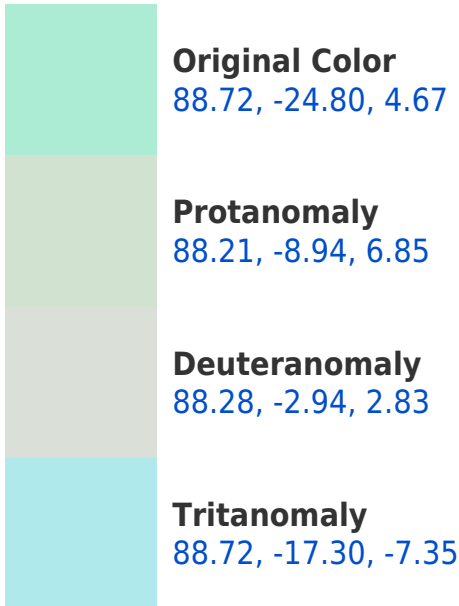 Original Color
88.72, -24.80, 4.67
Protanomaly
88.21, -8.94, 6.85
Deuteranomaly
88.28, -2.94, 2.83
Tritanomaly
88.72, -17.30, -7.35